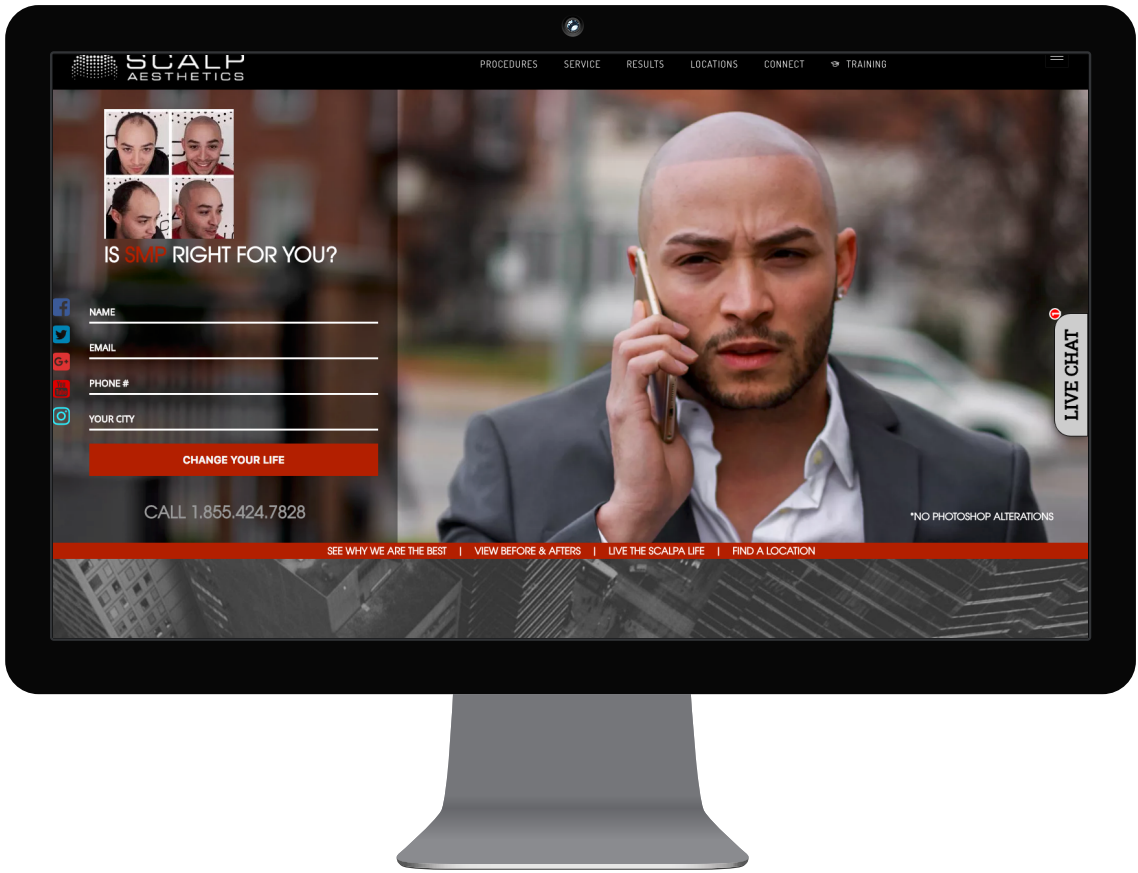 SCALP
AESTHETICS
PROCEDURES SERVICE RESULTS LOCATIONS CONNECT TRAINING
IS SMP RIGHT FOR YOU?
NAME
EMAIL
PHONE #
YOUR CITY
CHANGE YOUR LIFE
CALL 1.855.424.7828
1
LIVE CHAT
*NO PHOTOSHOP ALTERATIONS
SEE WHY WE ARE THE BEST | VIEW BEFORE & AFTERS | LIVE THE SCALPA LIFE | FIND A LOCATION